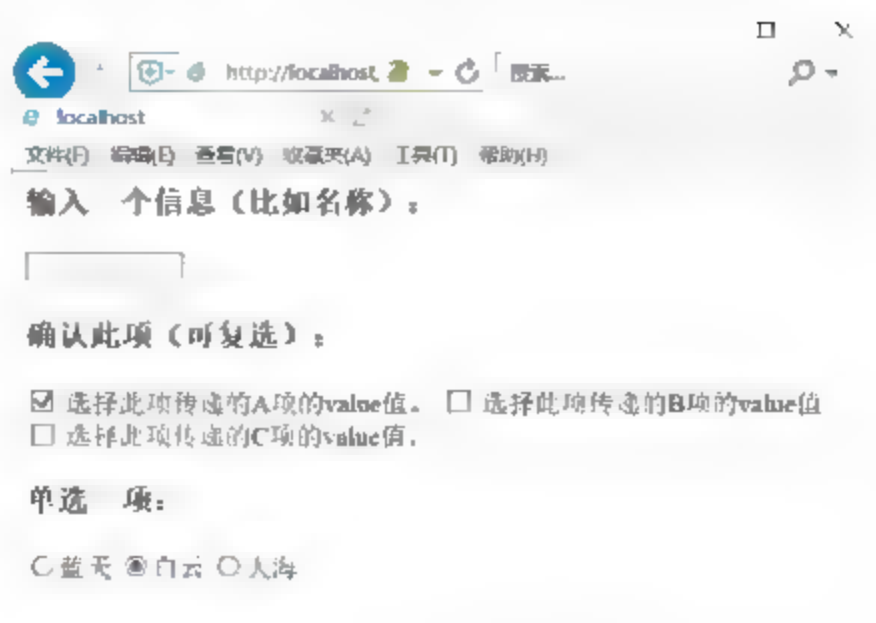 http://localhost
搜索...
localhost
文件(F) 编辑(E) 查看(V) 收藏夹(A) 工具(T) 帮助(H)
输入 个信息（比如名称）：
确认此项（可复选）：
选择此项传递的A项的value值。 选择此项传递的B项的value值
选择此项传递的C项的value值.
单选 项：
蓝天 白云 大海